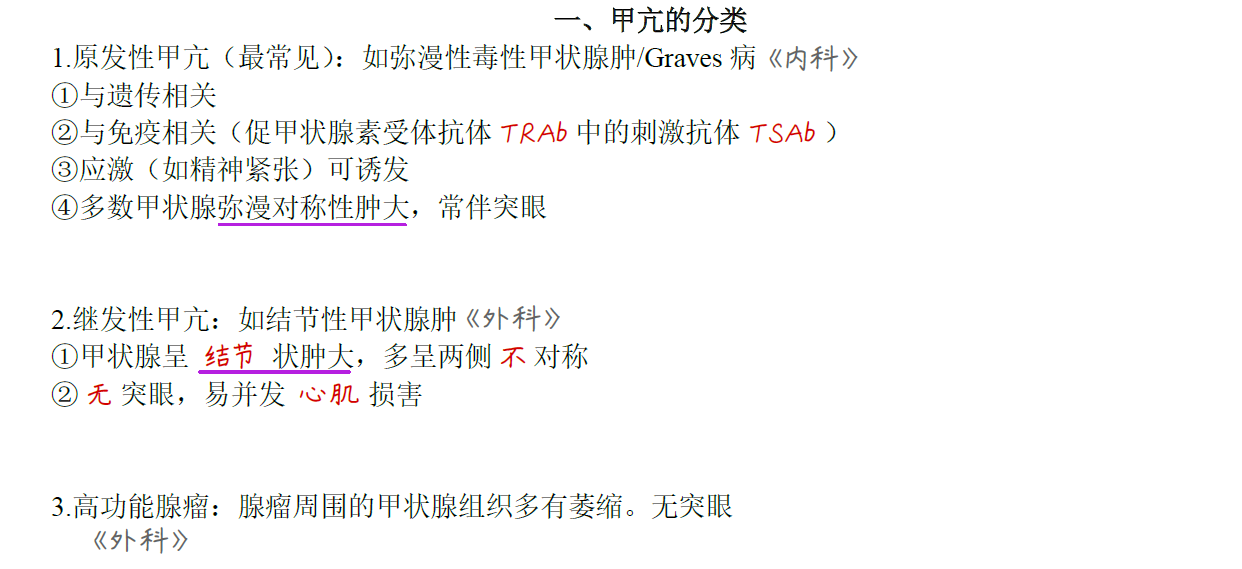 一、甲亢的分类
1.原发性甲亢（最常见）：如弥漫性毒性甲状腺肿/Graves 病《内科》
①与遗传相关
②与免疫相关（促甲状腺素受体抗体 TRAb 中的刺激抗体 TSAb ）
③应激（如精神紧张）可诱发
④多数甲状腺弥漫对称性肿大，常伴突眼
2.继发性甲亢：如结节性甲状腺肿《外科》
①甲状腺呈 结节 状肿大，多呈两侧 不 对称
② 无 突眼，易并发 心肌 损害
3.高功能腺瘤：腺瘤周围的甲状腺组织多有萎缩。无突眼
《外科》